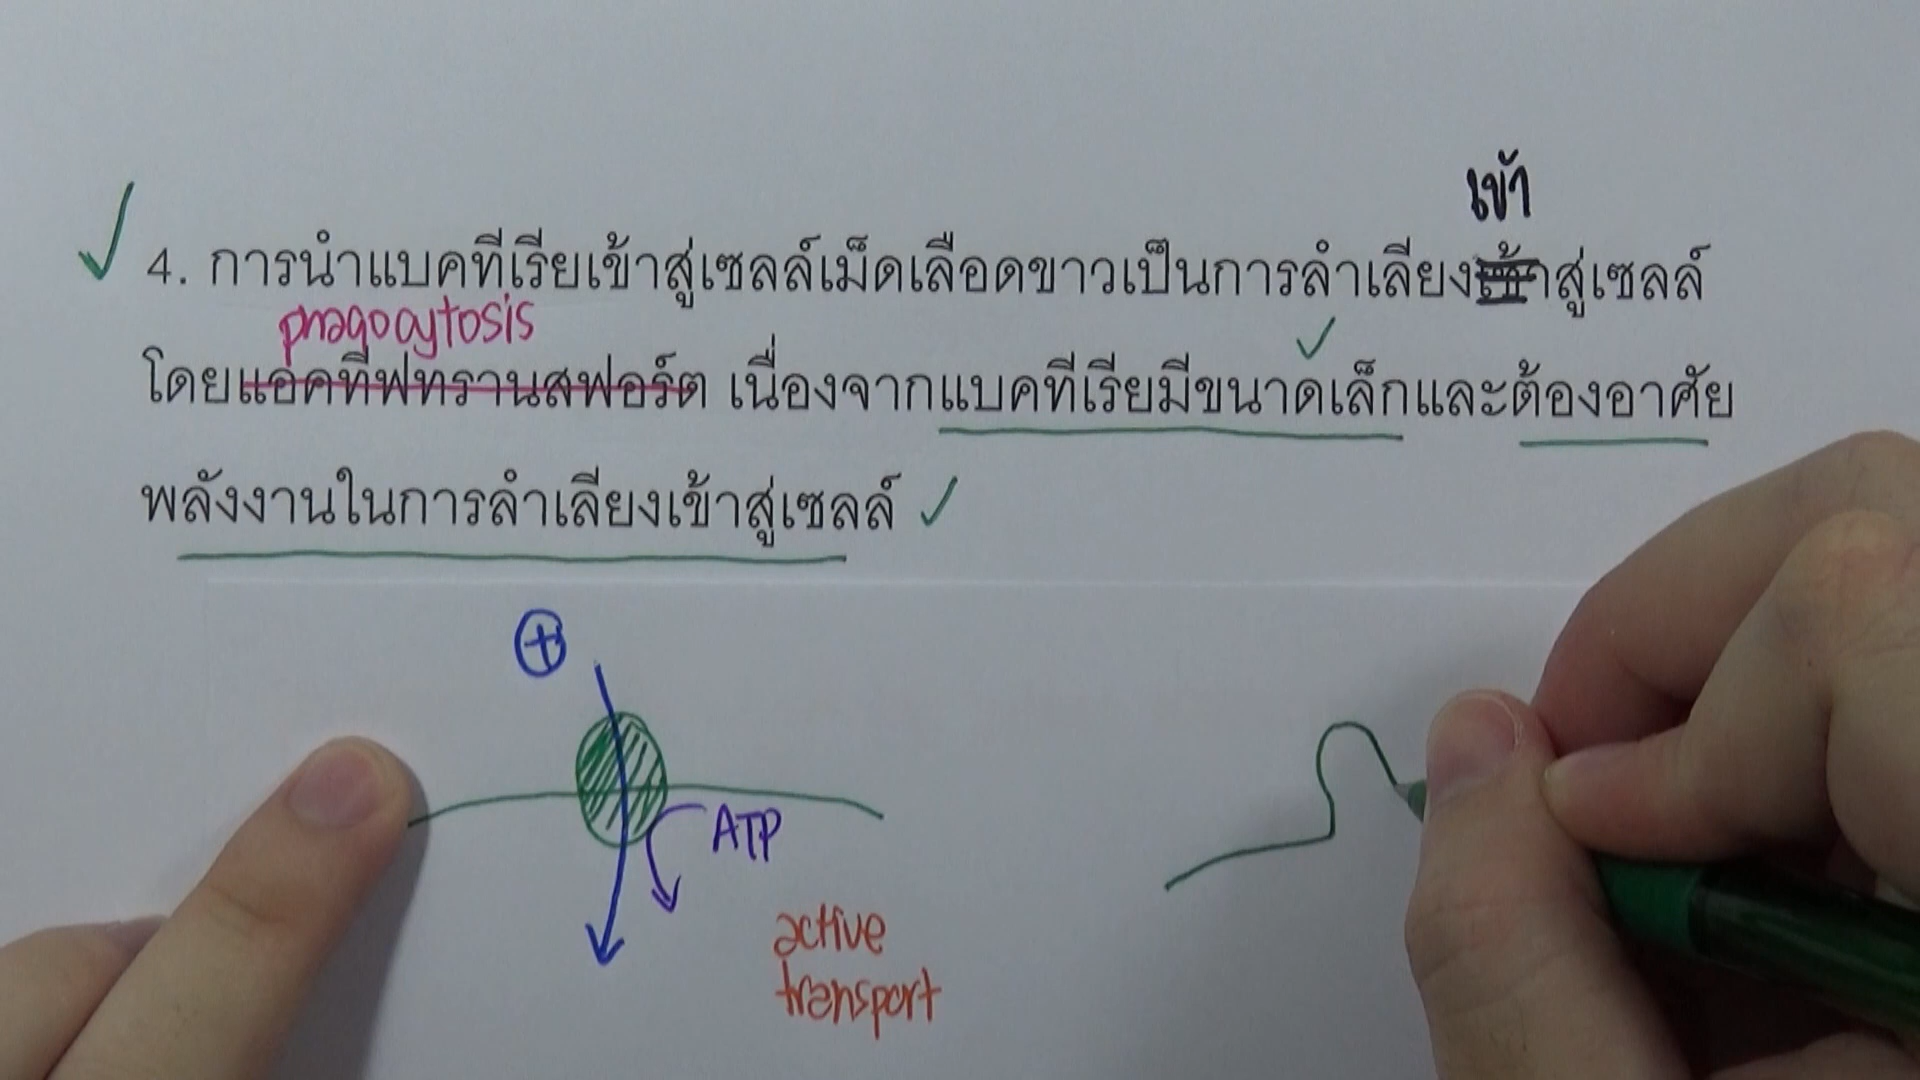 เข้า
4. การนำแบคทีเรียเข้าสู่เซลล์เม็ดเลือดขาวเป็นการลำเลียงเข้าสู่เซลล์
phagocytosis
โดยแอคทีฟทรานสฟอร์ต เนื่องจากแบคทีเรียมีขนาดเล็กและต้องอาศัย
พลังงานในการลำเลียงเข้าสู่เซลล์
+
ATP
active
transport